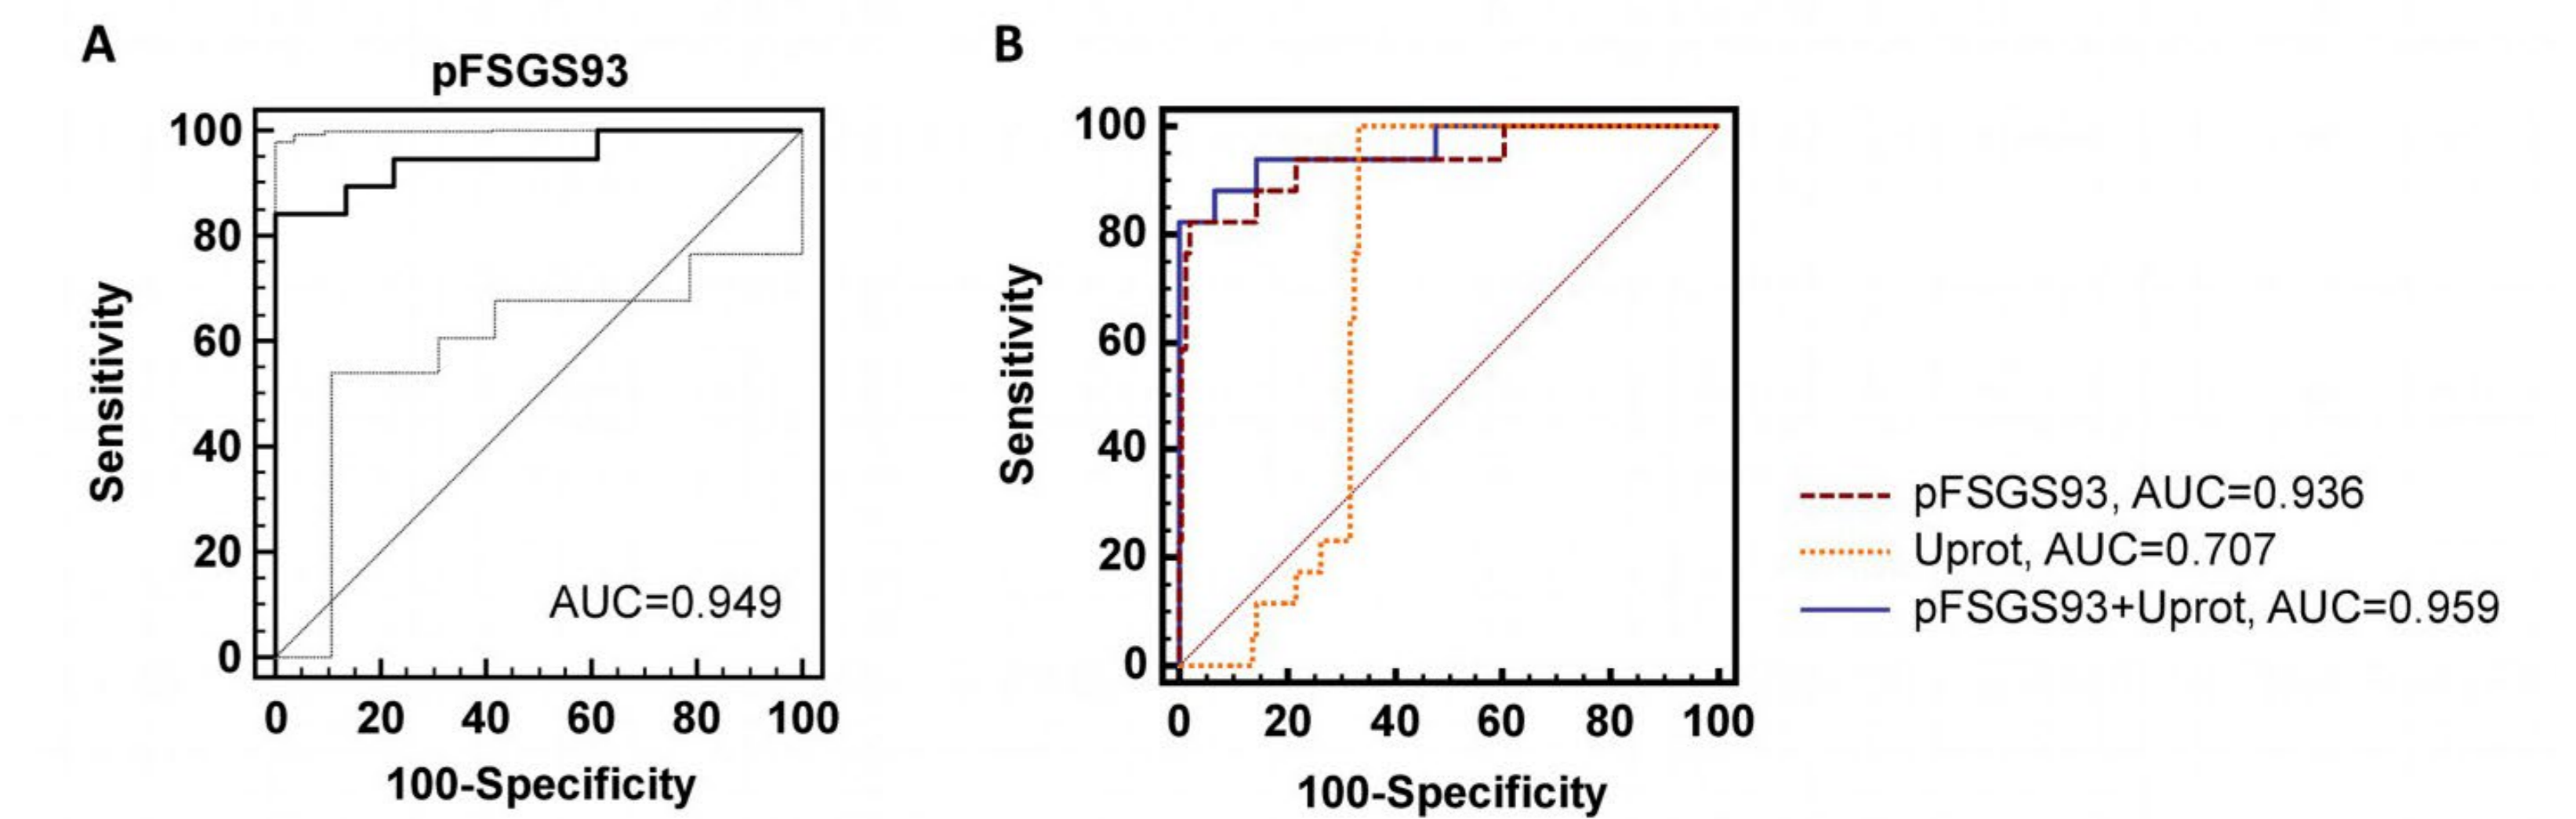 A
pFSGS93
100
80
60
40
20
0
Sensitivity
AUC=0.949
0 20 40 60 80 100
100-Specificity
B
100
80
60
40
20
0
Sensitivity
0 20 40 60 80 100
100-Specificity
pFSGS93, AUC=0.936
Uprot, AUC=0.707
pFSGS93+Uprot, AUC=0.959